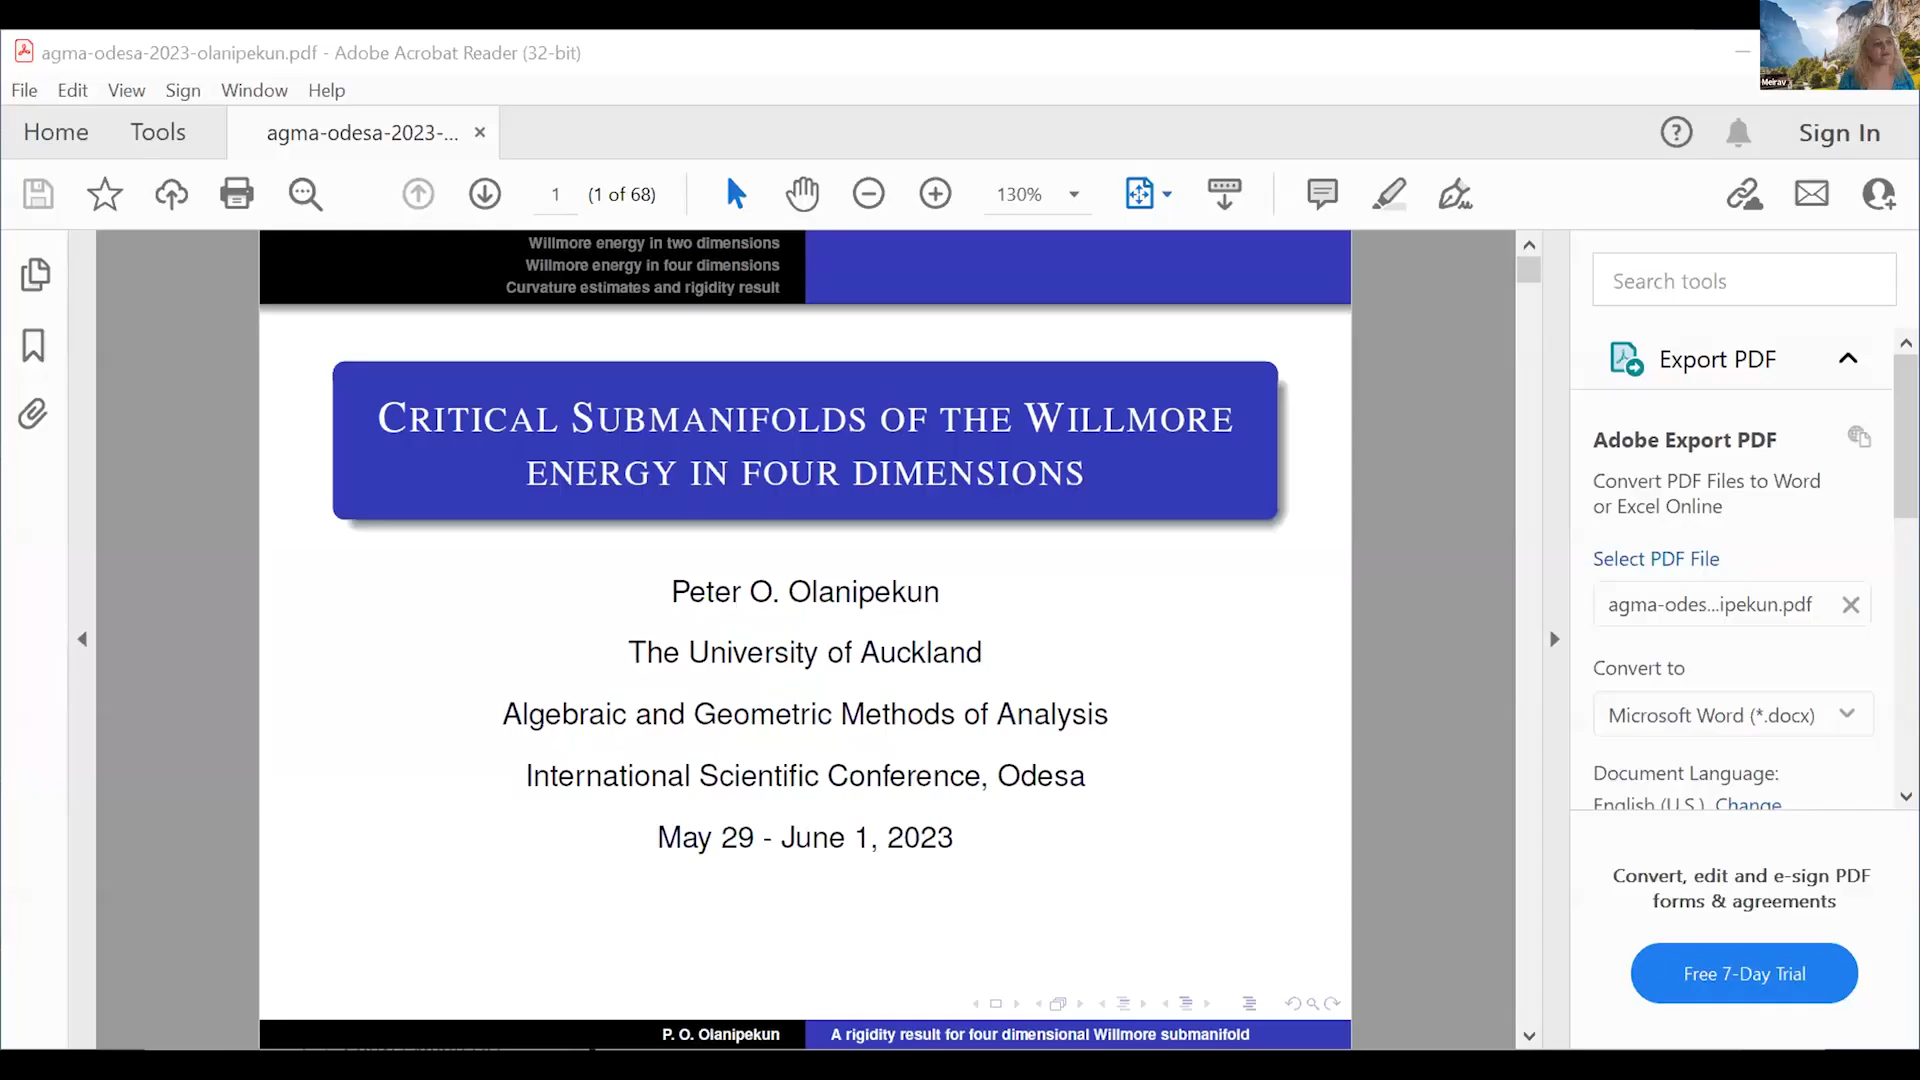 agma-odesa-2023-olanipekun.pdf - Adobe Acrobat Reader (32-bit)
Meirav
File Edit View Sign Window Help
Home Tools agma-odesa-2023-... Sign In
1 (1 of 68) 130%
Willmore energy in two dimensions
Willmore energy in four dimensions
Curvature estimates and rigidity result
CRITICAL SUBMANIFOLDS OF THE WILLMORE
ENERGY IN FOUR DIMENSIONS
Peter O. Olanipekun
The University of Auckland
Algebraic and Geometric Methods of Analysis
International Scientific Conference, Odesa
May 29 - June 1, 2023
P. O. Olanipekun A rigidity result for four dimensional Willmore submanifold
Search tools
Export PDF
Adobe Export PDF
Convert PDF Files to Word
or Excel Online
Select PDF File
agma-odes...ipekun.pdf
Convert to
Microsoft Word (*.docx)
Document Language:
English (U.S.) Change
Convert, edit and e-sign PDF
forms & agreements
Free 7-Day Trial